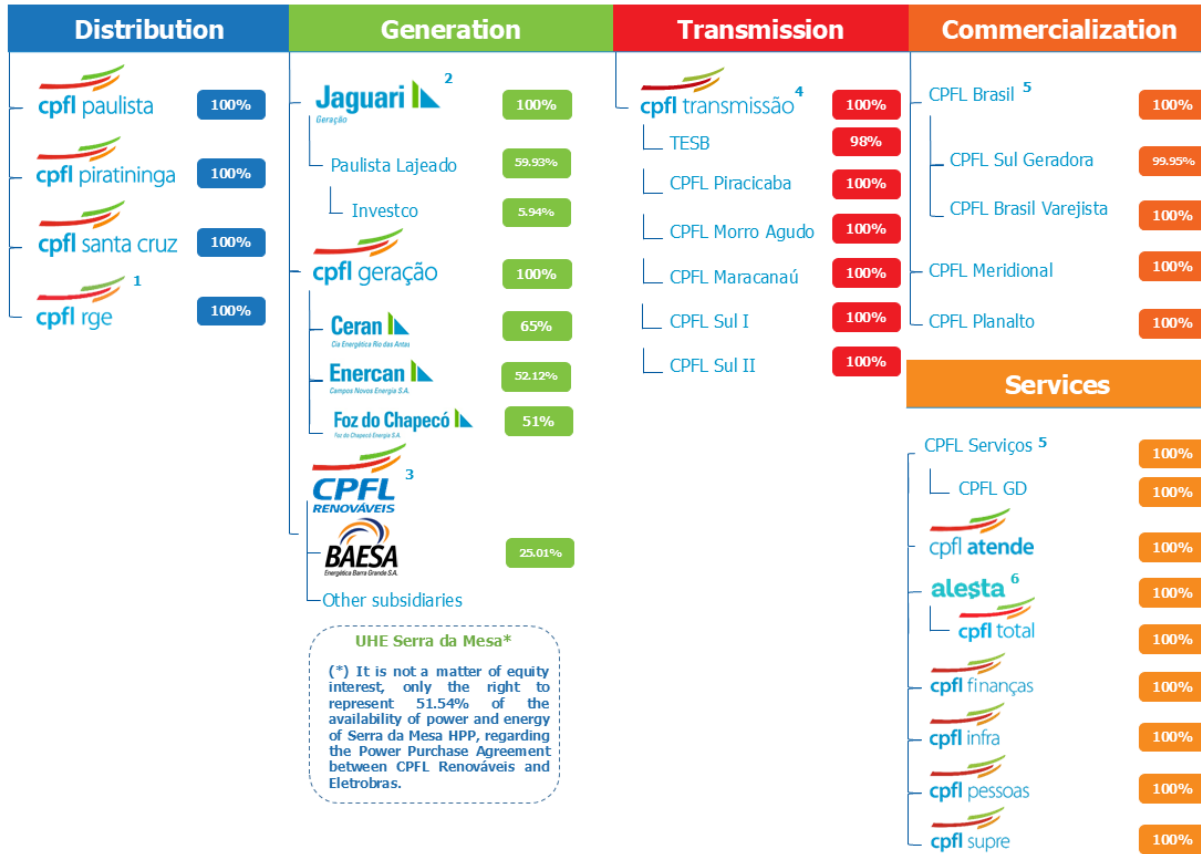 Distribution
cpfl paulista 100%
cpfl piratininga 100%
cpfl santa cruz 100%
cpfl rge 1 100%
Generation
Jaguari 2 100%
Geração
Paulista Lajeado 59.93%
Investco 5.94%
cpfl geração 100%
Ceran 65%
Cia Energética Rio das Antas
Enercan 52.12%
Campos Novos Energia S.A.
Foz do Chapecó 51%
Foz do Chapecó Energia S.A.
CPFL 3
RENOVÁVEIS
BAESA 25.01%
Energética Barra Grande S.A.
Other subsidiaries
UHE Serra da Mesa*
(*) It is not a matter of equity
interest, only the right to
represent 51.54% of the
availability of power and energy
of Serra da Mesa HPP, regarding
the Power Purchase Agreement
between CPFL Renováveis and
Eletrobras.
Transmission
cpfl transmissão 4 100%
TESB 98%
CPFL Piracicaba 100%
CPFL Morro Agudo 100%
CPFL Maracanaú 100%
CPFL Sul I 100%
CPFL Sul II 100%
Commercialization
CPFL Brasil 5 100%
CPFL Sul Geradora 99.95%
CPFL Brasil Varejista 100%
CPFL Meridional 100%
CPFL Planalto 100%
Services
CPFL Serviços 5 100%
CPFL GD 100%
cpfl atende 100%
alesta 6 100%
cpfl total 100%
cpfl finanças 100%
cpfl infra 100%
cpfl pessoas 100%
cpfl supre 100%